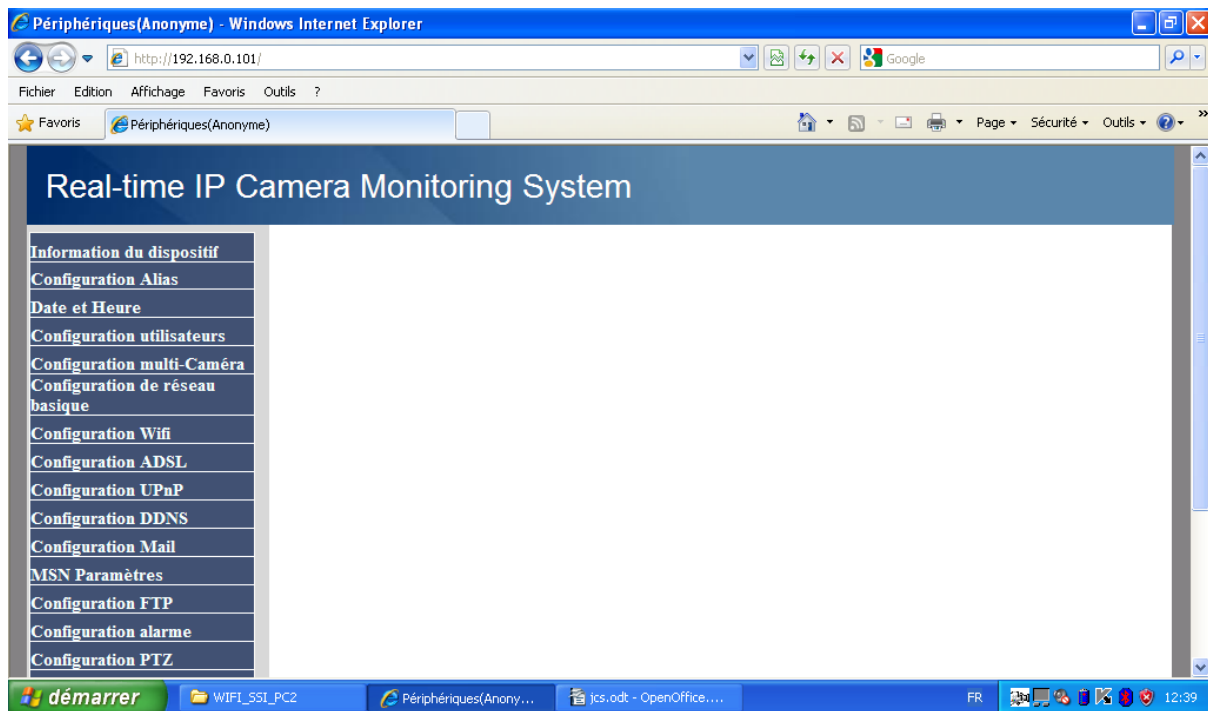 Périphériques(Anonyme) - Windows Internet Explorer
http://192.168.0.101/
Google
Fichier Edition Affichage Favoris Outils ?
Favoris
Périphériques(Anonyme)
Page
Sécurité
Outils
»
Real-time IP Camera Monitoring System
Information du dispositif
Configuration Alias
Date et Heure
Configuration utilisateurs
Configuration multi-Caméra
Configuration de réseau
basique
Configuration Wifi
Configuration ADSL
Configuration UPnP
Configuration DDNS
Configuration Mail
MSN Paramètres
Configuration FTP
Configuration alarme
Configuration PTZ
démarrer
WIFI_SSI_PC2
Périphériques(Anony...
jcs.odt - OpenOffice....
FR
12:39